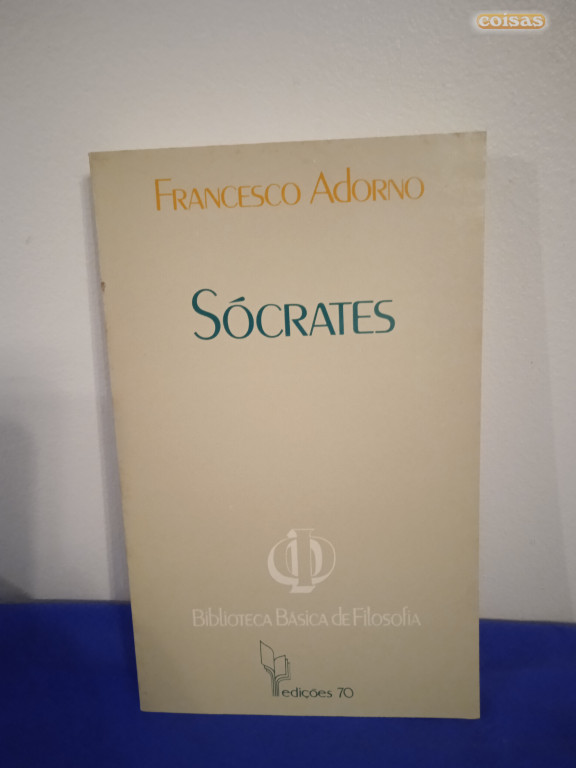 coisas
Francesco Adorno
Sócrates
Biblioteca Básica de Filosofia
edições 70